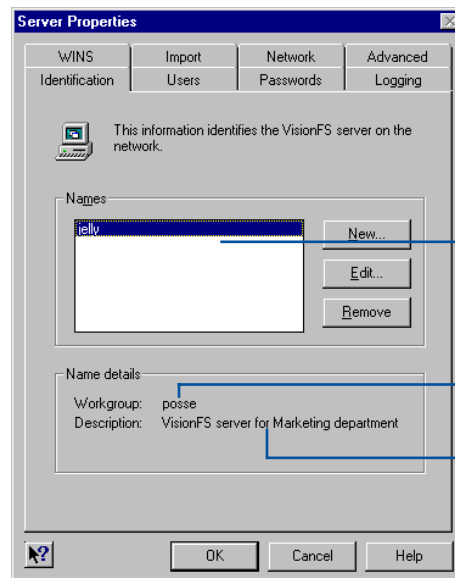 Server Properties
WINS Import Network Advanced
Identification Users Passwords Logging
This information identifies the VisionFS server on the
network.
Names
jelly
New...
Edit...
Remove
Name details
Workgroup: posse
Description: VisionFS server for Marketing department
OK Cancel Help